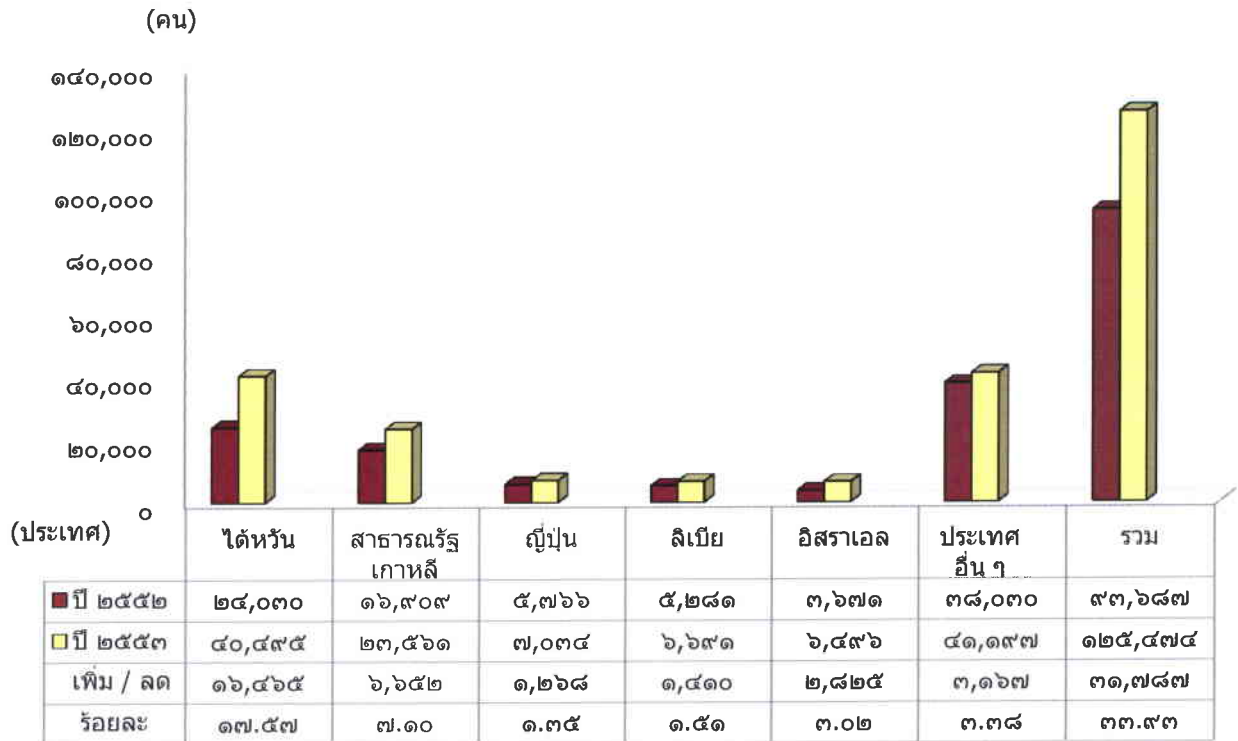 (คน)
๑๔๐,๐๐๐
๑๒๐,๐๐๐
๑๐๐,๐๐๐
๘๐,๐๐๐
๖๐,๐๐๐
๔๐,๐๐๐
๒๐,๐๐๐
๐
(ประเทศ) ไต้หวัน สาธารณรัฐ ญี่ปุ่น ลิเบีย อิสราเอล ประเทศ รวม
เกาหลี อื่น ๆ
ปี ๒๕๕๒ ๒๔,๐๓๐ ๑๖,๙๐๙ ๕,๗๖๖ ๕,๒๘๑ ๓,๖๗๑ ๓๘,๐๓๐ ๙๓,๖๘๗
ปี ๒๕๕๓ ๔๐,๔๙๕ ๒๓,๕๖๑ ๗,๐๓๔ ๖,๖๙๑ ๖,๔๙๖ ๔๑,๑๙๗ ๑๒๕,๔๗๔
เพิ่ม / ลด ๑๖,๔๖๕ ๖,๖๕๒ ๑,๒๖๘ ๑,๔๑๐ ๒,๘๒๕ ๓,๑๖๗ ๓๑,๗๘๗
ร้อยละ ๑๗.๕๗ ๗.๑๐ ๑.๓๕ ๑.๕๑ ๓.๐๒ ๓.๓๘ ๓๓.๙๓